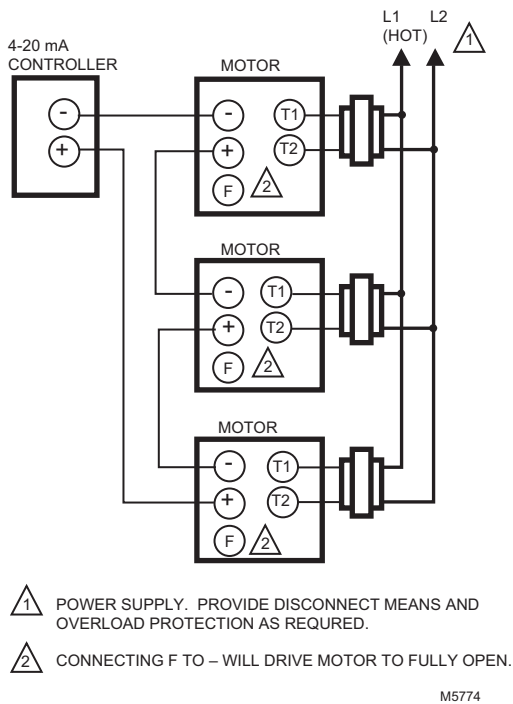 L1 L2
(HOT)
1
4-20 mA
CONTROLLER
-
+
MOTOR
- T1
+ T2
F 2
MOTOR
- T1
+ T2
F 2
MOTOR
- T1
+ T2
F 2
1 POWER SUPPLY. PROVIDE DISCONNECT MEANS AND
OVERLOAD PROTECTION AS REQURED.
2 CONNECTING F TO – WILL DRIVE MOTOR TO FULLY OPEN.
M5774